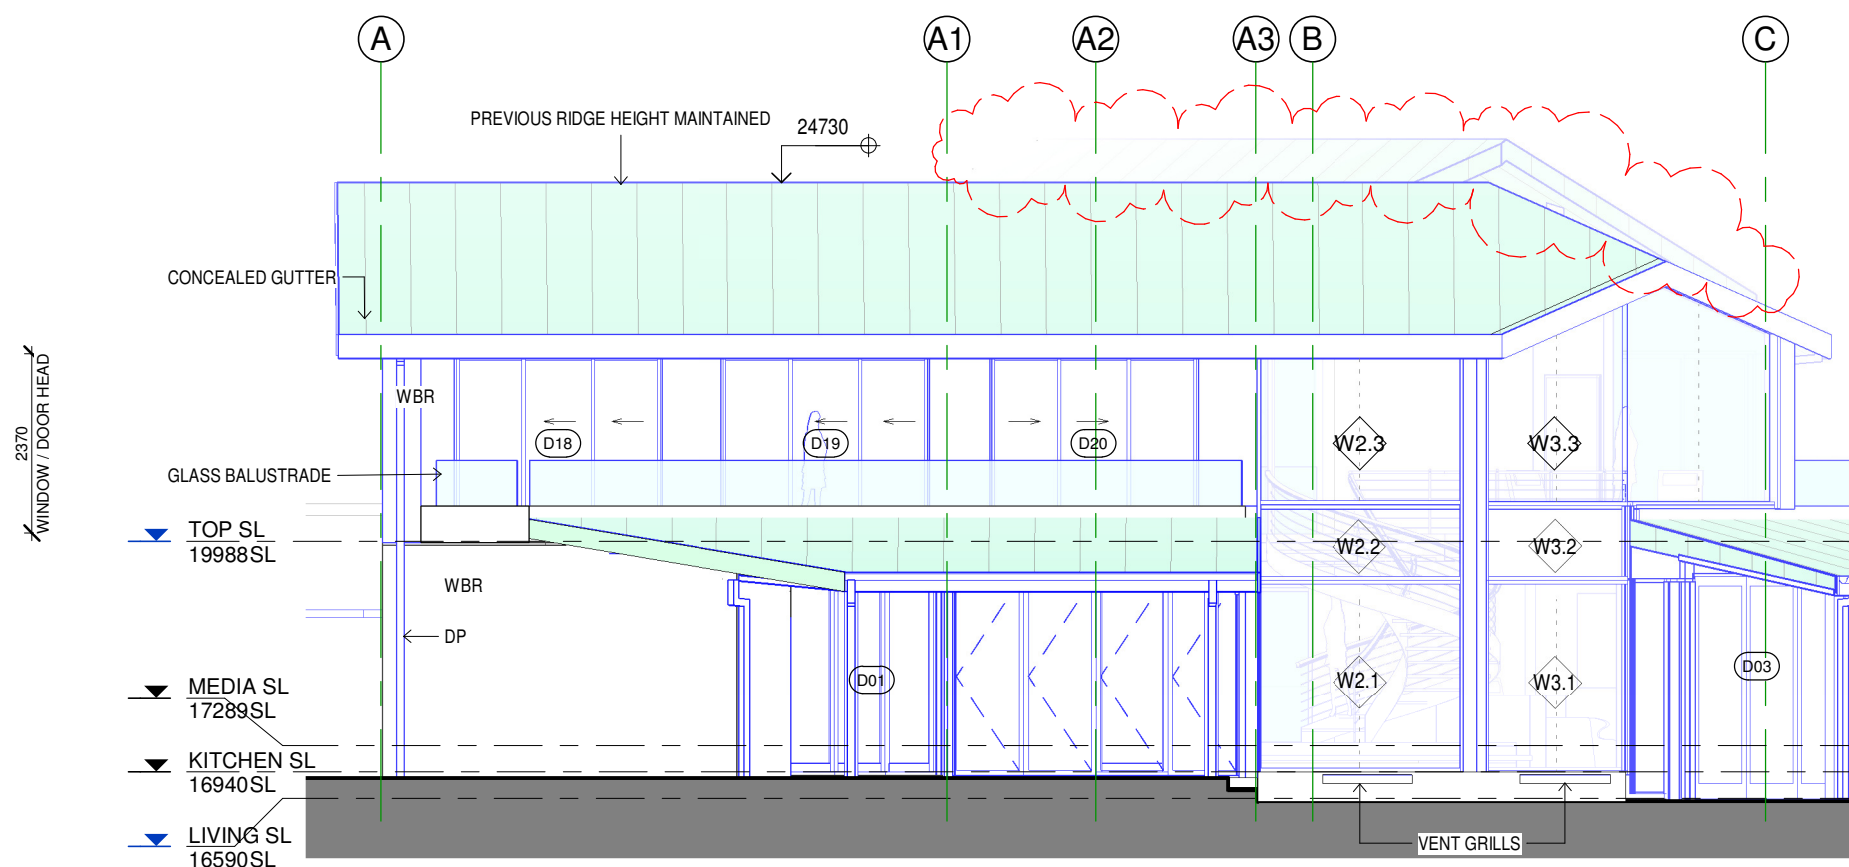 A
A1
A2
A3
B
C
PREVIOUS RIDGE HEIGHT MAINTAINED
24730
CONCEALED GUTTER
2370
WINDOW / DOOR HEAD
WBR
D18
D19
D20
W2.3
W3.3
GLASS BALUSTRADE
TOP SL
19988SL
W2.2
W3.2
WBR
DP
D01
W2.1
W3.1
D03
MEDIA SL
17289SL
KITCHEN SL
16940SL
LIVING SL
16590SL
VENT GRILLS